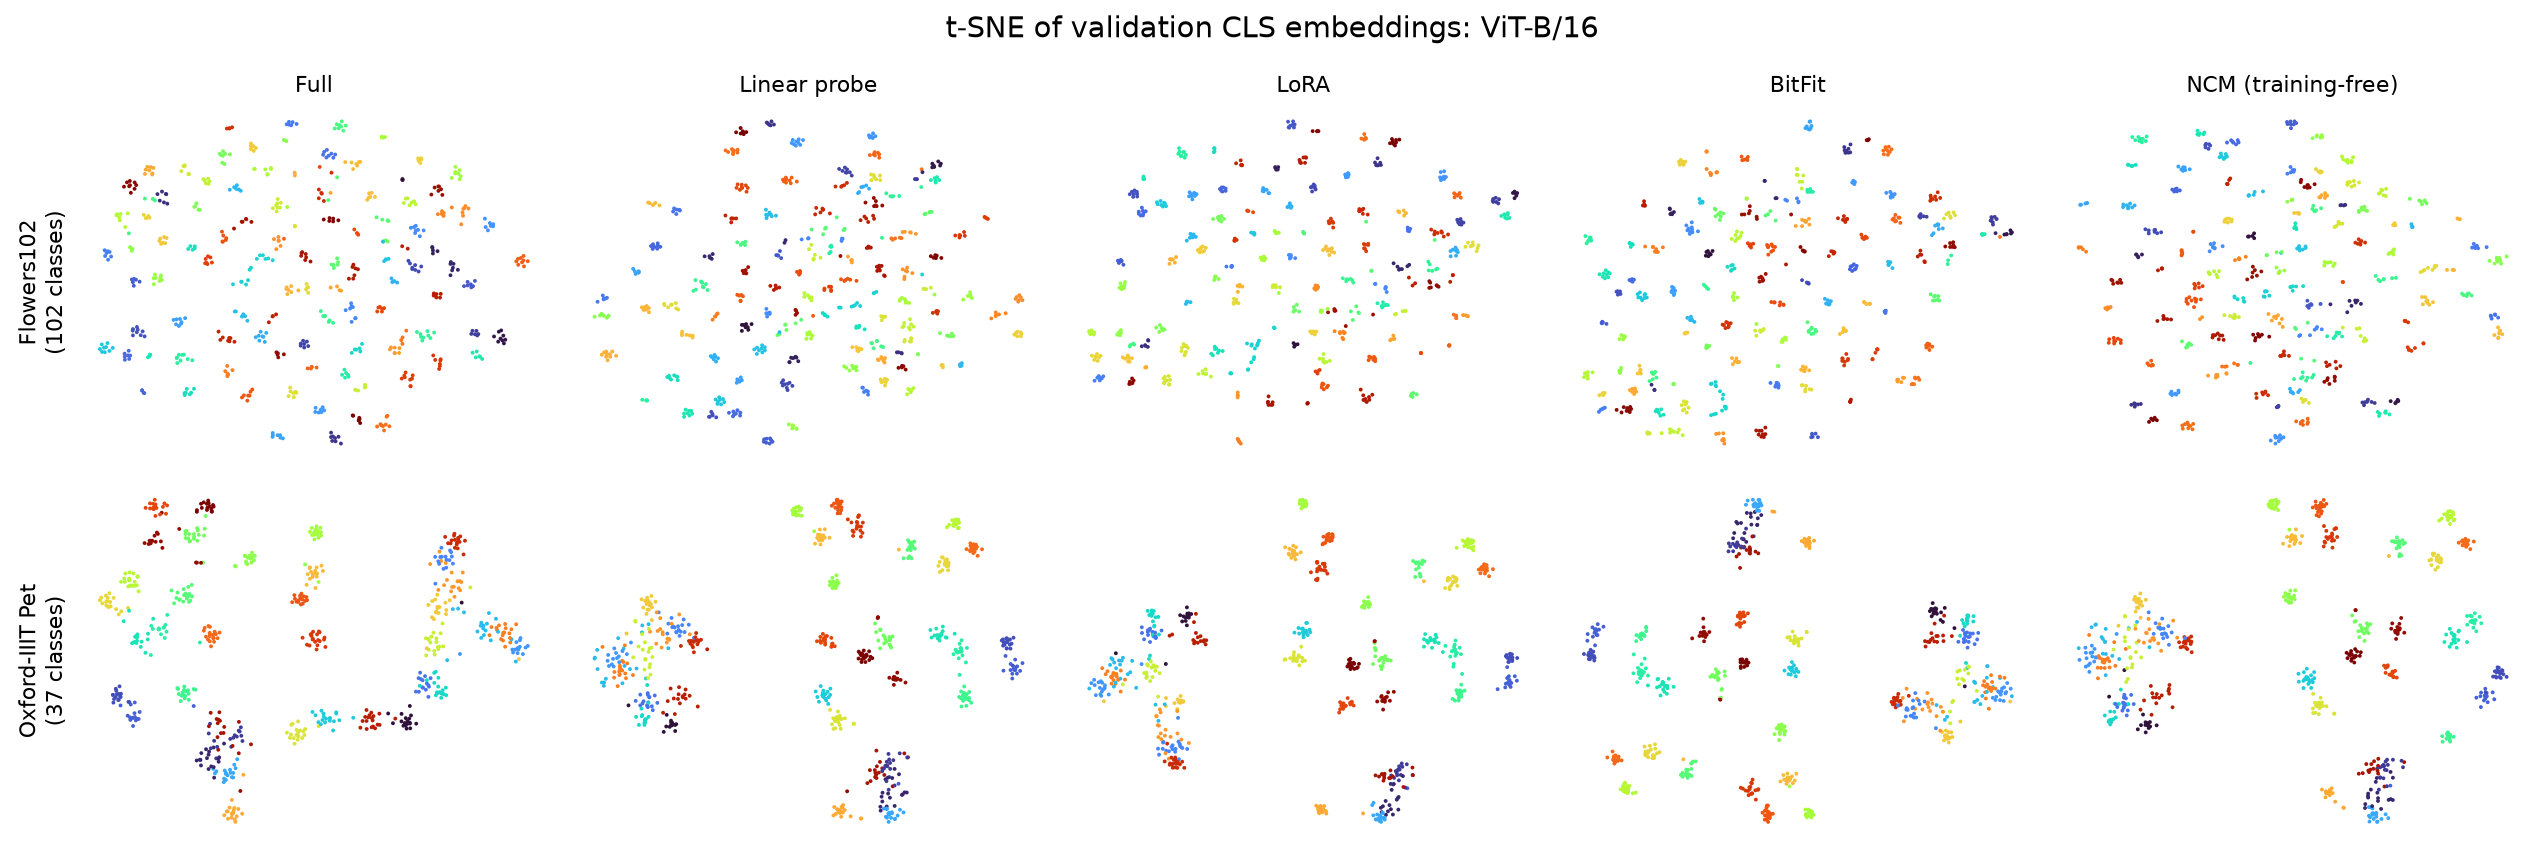 t-SNE of validation CLS embeddings: ViT-B/16
Full
Linear probe
LoRA
BitFit
NCM (training-free)
Flowers102
(102 classes)
Oxford-IIIT Pet
(37 classes)